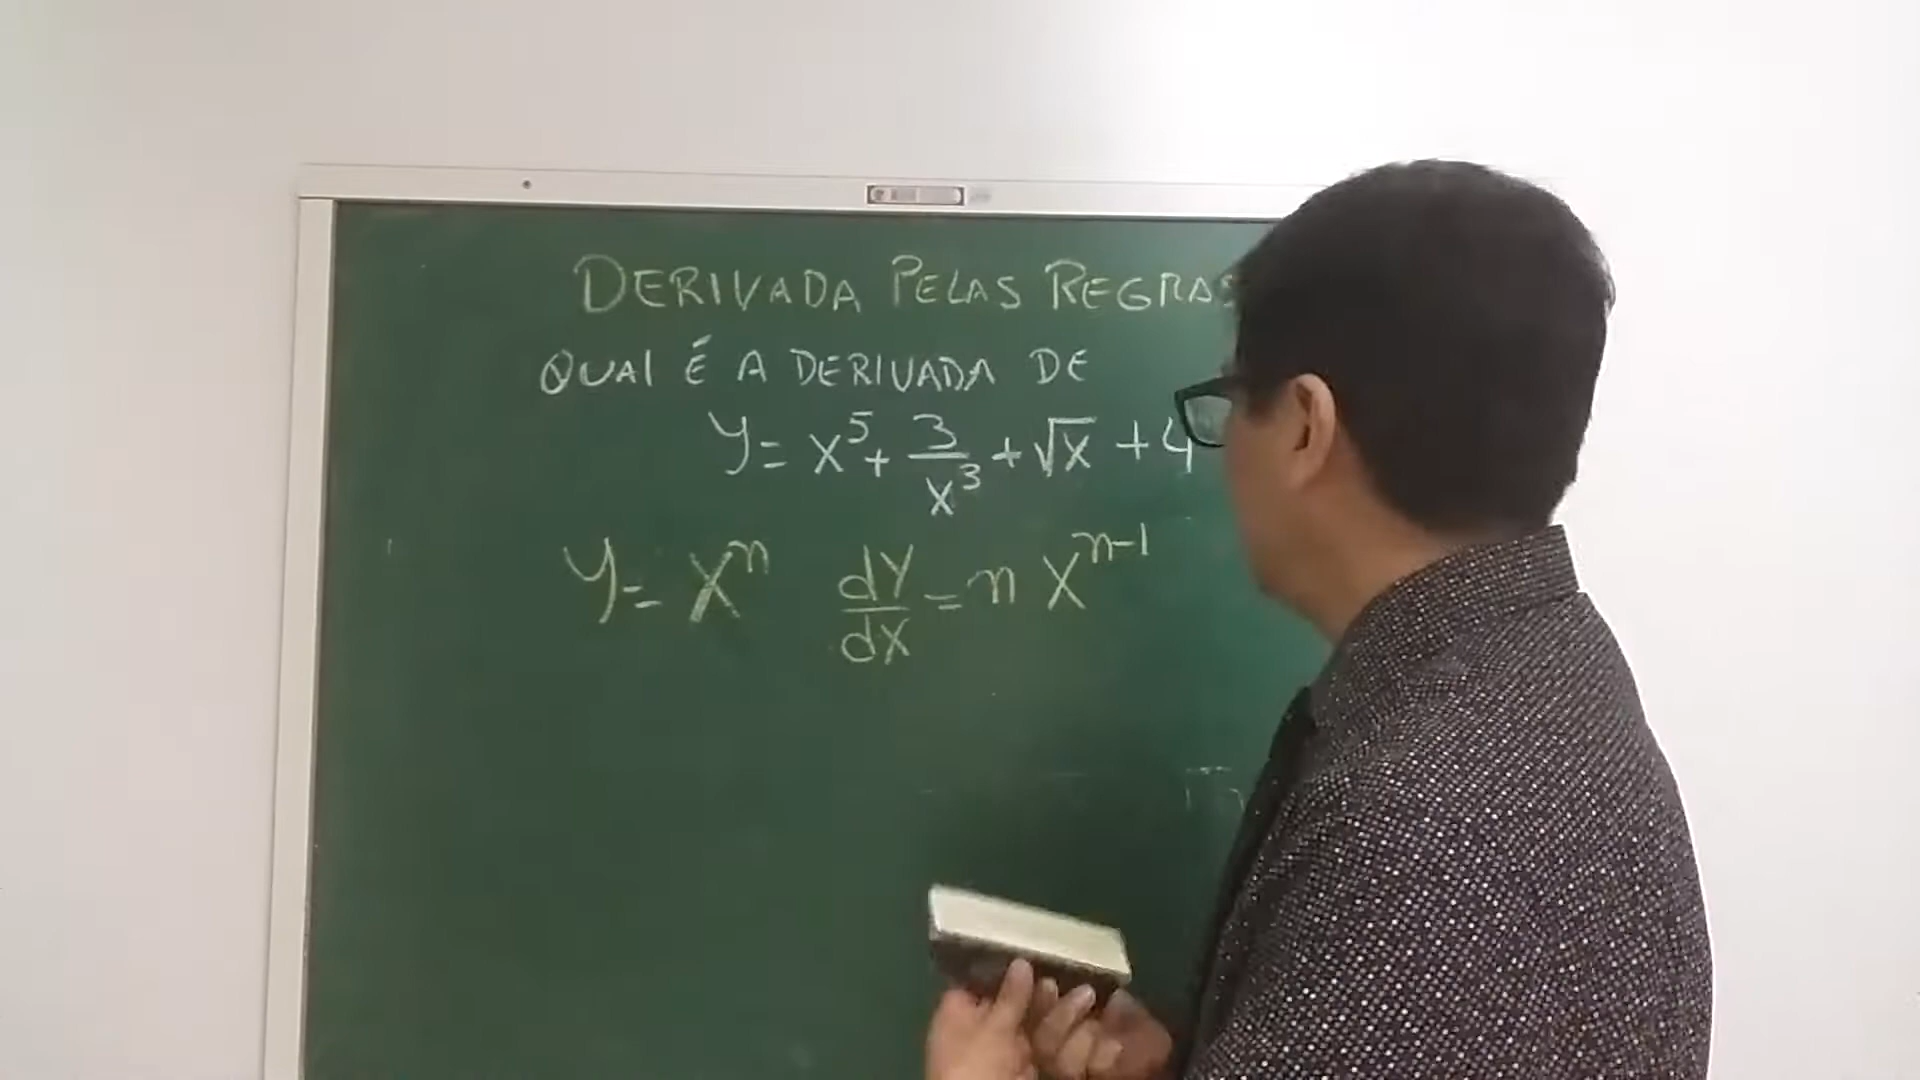 DERIVADA PELAS REGRAS
QUAL É A DERIVADA DE
y = x⁵ + 3/x³ + √x + 4
y = xⁿ dy/dx = n xⁿ⁻¹